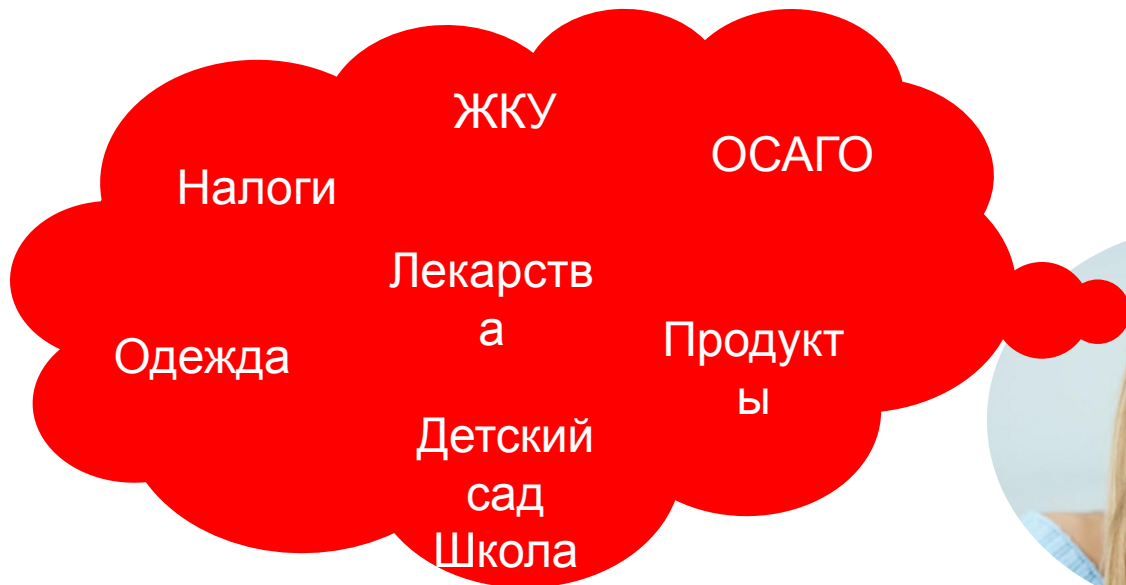 ЖКУ
ОСАГО
Налоги
Лекарств
а
Продукт
ы
Одежда
Детский
сад
Школа